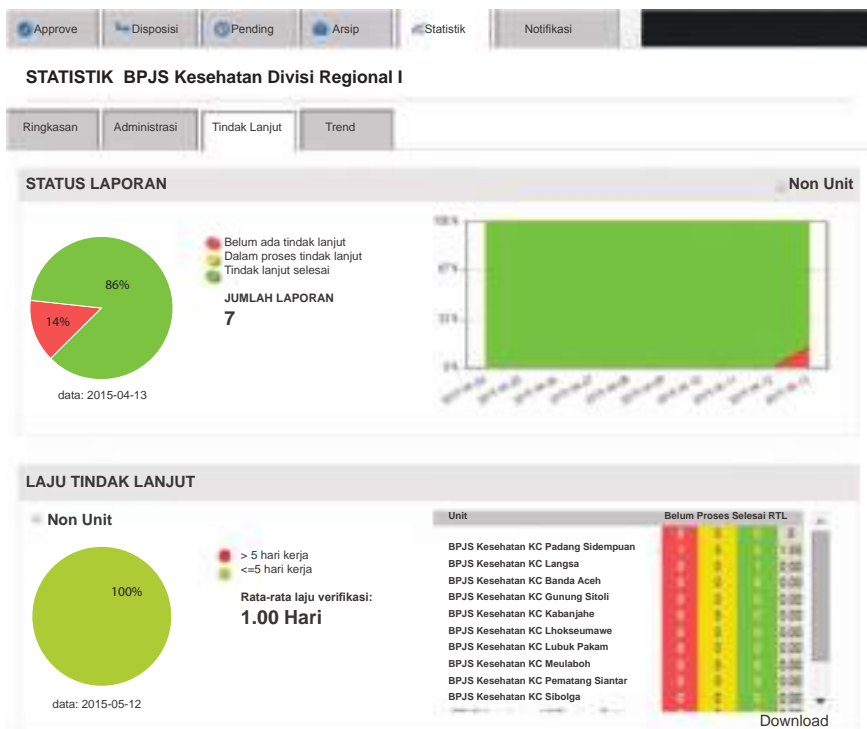 Approve Disposisi Pending Arsip Statistik Notifikasi
STATISTIK BPJS Kesehatan Divisi Regional I
Ringkasan Administrasi Tindak Lanjut Trend
STATUS LAPORAN
Non Unit
86%
14%
data: 2015-04-13
Belum ada tindak lanjut
Dalam proses tindak lanjut
Tindak lanjut selesai
JUMLAH LAPORAN
7
LAJU TINDAK LANJUT
Non Unit
100%
data: 2015-05-12
> 5 hari kerja
<=5 hari kerja
Rata-rata laju verifikasi:
1.00 Hari
Unit Belum Proses Selesai RTL
BPJS Kesehatan KC Padang Sidempuan
BPJS Kesehatan KC Langsa
BPJS Kesehatan KC Banda Aceh
BPJS Kesehatan KC Gunung Sitoli
BPJS Kesehatan KC Kabanjahe
BPJS Kesehatan KC Lhokseumawe
BPJS Kesehatan KC Lubuk Pakam
BPJS Kesehatan KC Meulaboh
BPJS Kesehatan KC Pematang Siantar
BPJS Kesehatan KC Sibolga
Download